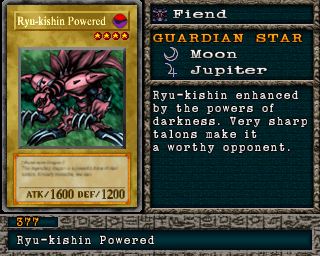 Ryu-kishin Powered
ATK/1600 DEF/1200
Fiend
GUARDIAN STAR
Moon
Jupiter
Ryu-kishin enhanced
by the powers of
darkness. Very sharp
talons make it
a worthy opponent.
377
Ryu-kishin Powered